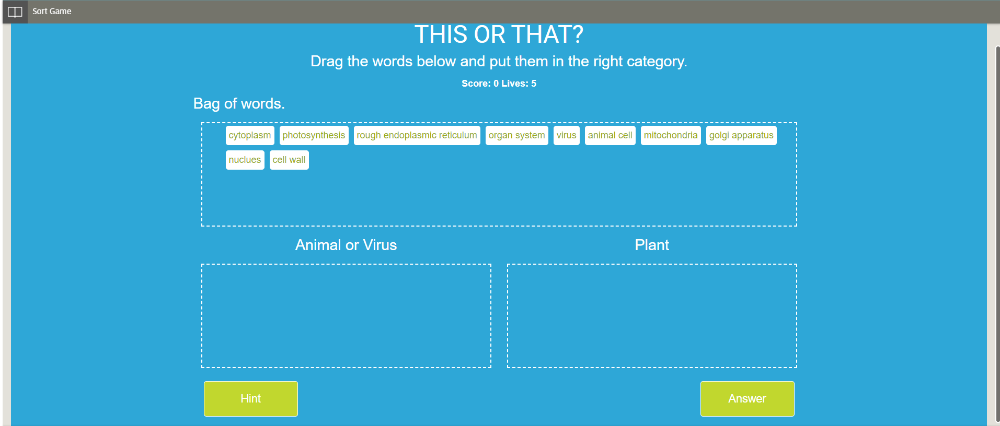 Sort Game
THIS OR THAT?
Drag the words below and put them in the right category.
Score: 0 Lives: 5
Bag of words.
cytoplasm photosynthesis rough endoplasmic reticulum organ system virus animal cell mitochondria golgi apparatus
nuclues cell wall
Animal or Virus Plant
Hint Answer